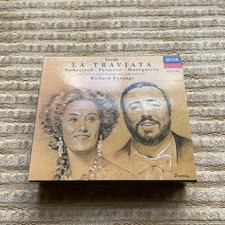 Verdi
DECCA
LA TRAVIATA
Sutherland · Pavarotti · Manuguerra
Richard Bonynge